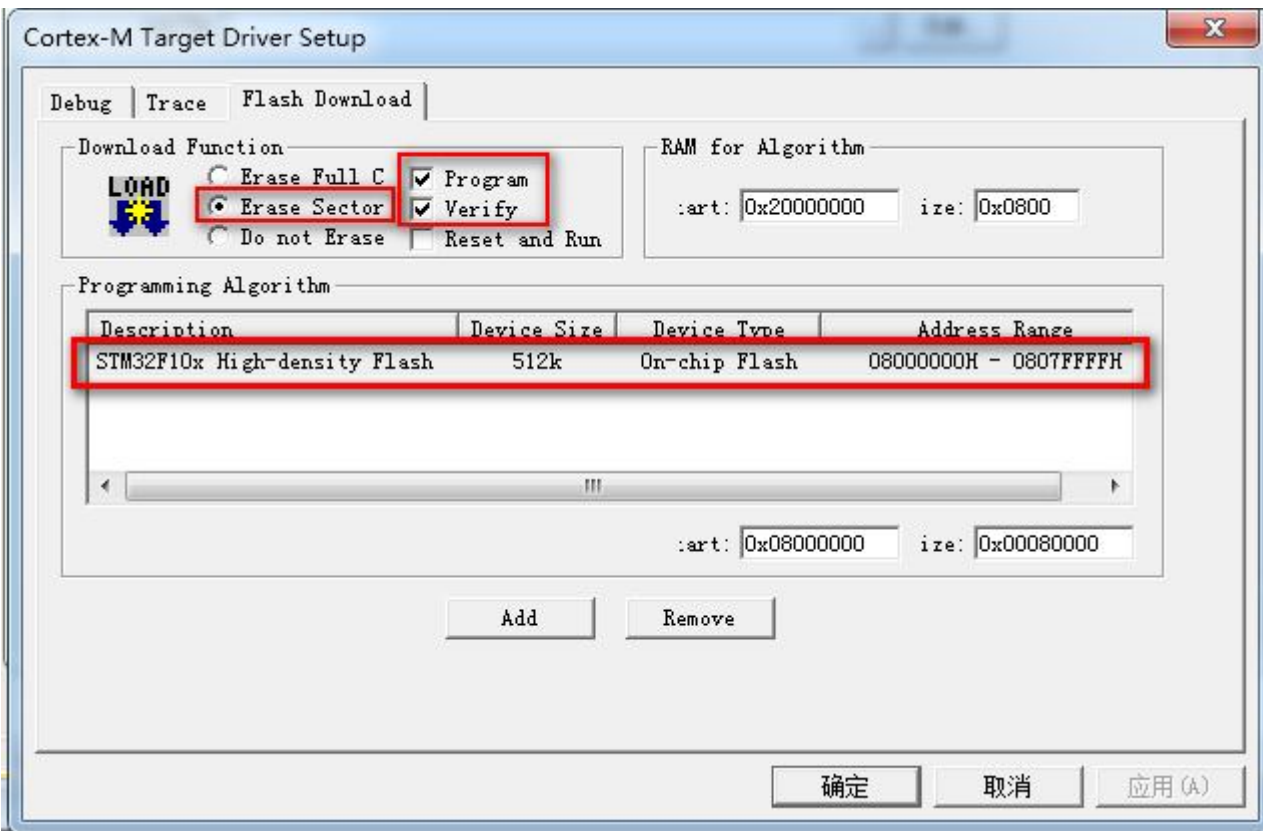 Cortex-M Target Driver Setup
Debug Trace Flash Download
Download Function
RAM for Algorithm
LOAD
Erase Full C Program
Erase Sector Verify
Do not Erase Reset and Run
:art: 0x20000000 ize: 0x0800
Programming Algorithm
Description Device Size Device Type Address Range
STM32F10x High-density Flash 512k On-chip Flash 08000000H - 0807FFFFH
:art: 0x08000000 ize: 0x00080000
Add Remove
确定 取消 应用(A)